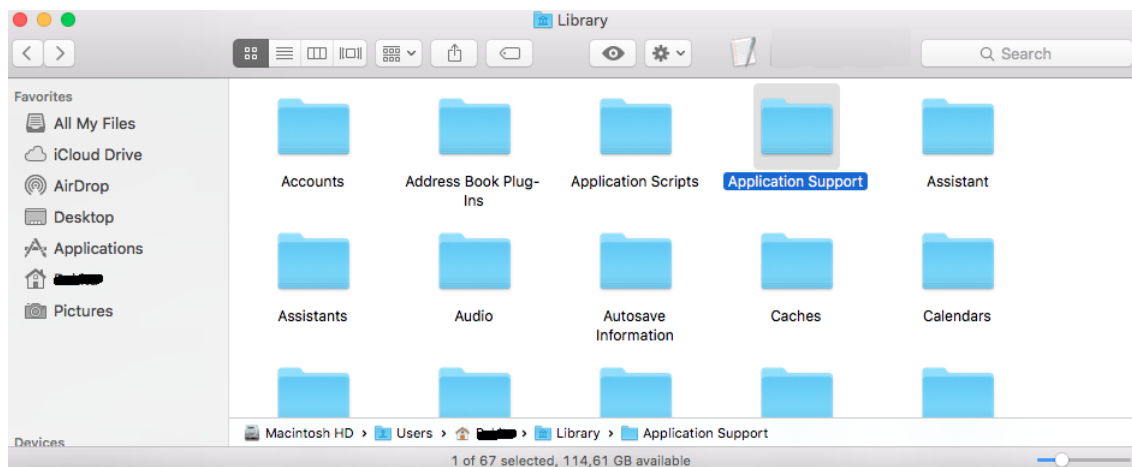 Library
Search
Favorites
All My Files
iCloud Drive
AirDrop
Desktop
Applications
Pictures
Devices
Accounts
Address Book Plug-
Ins
Application Scripts
Application Support
Assistant
Assistants
Audio
Autosave
Information
Caches
Calendars
Macintosh HD › Users › › Library › Application Support
1 of 67 selected, 114,61 GB available